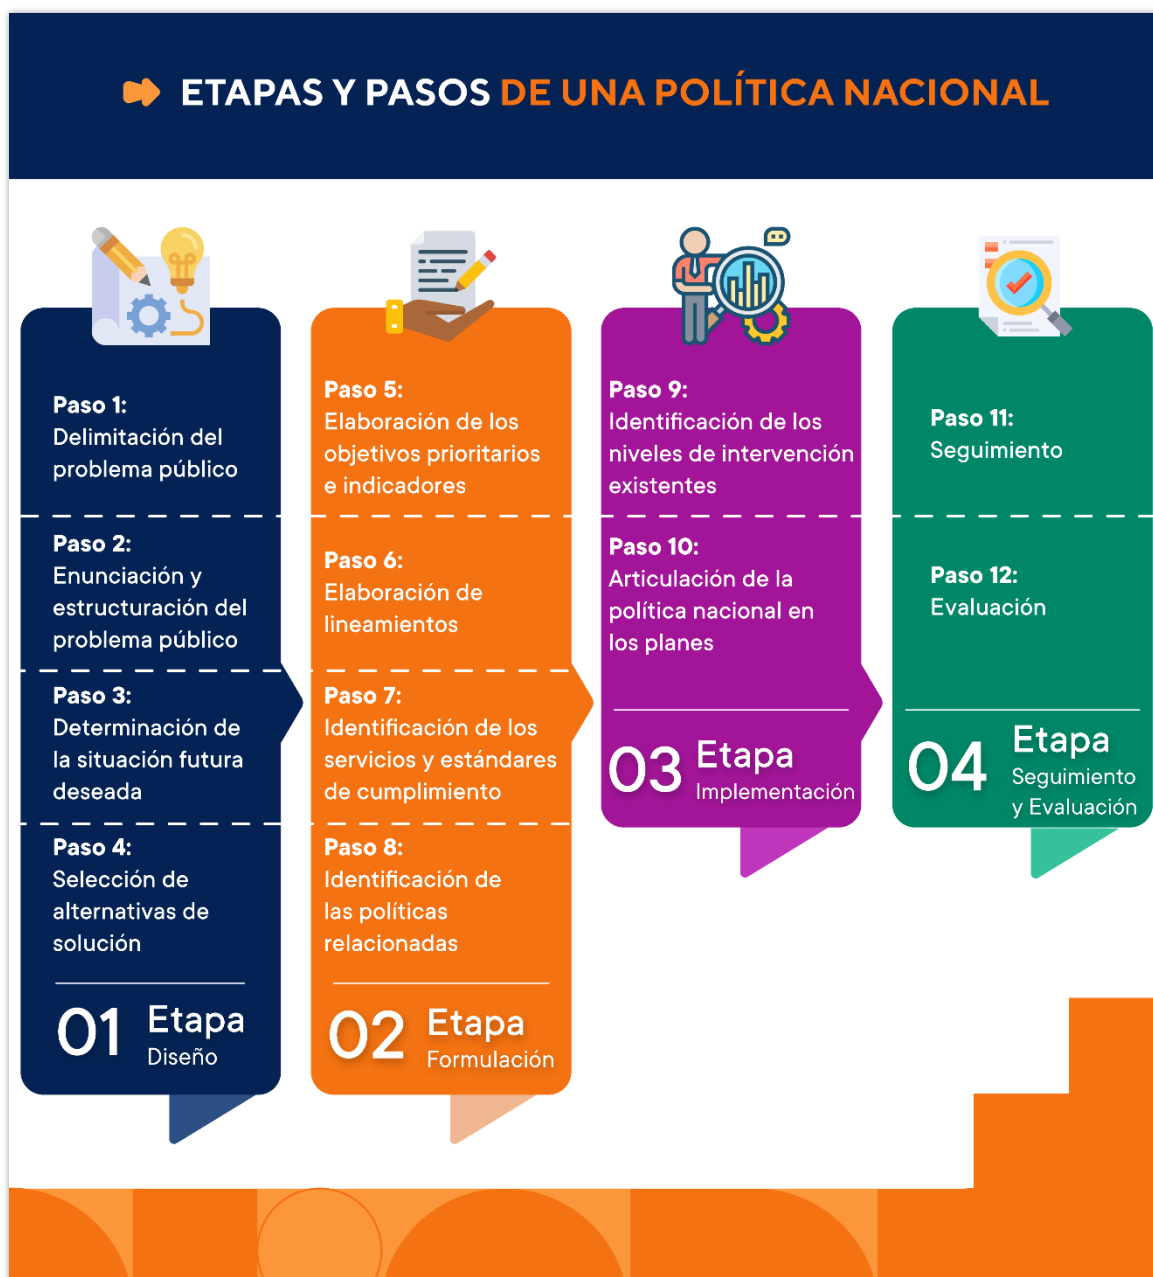 ETAPAS Y PASOS DE UNA POLÍTICA NACIONAL
Paso 1:
Delimitación del
problema público
Paso 2:
Enunciación y
estructuración del
problema público
Paso 3:
Determinación de
la situación futura
deseada
Paso 4:
Selección de
alternativas de
solución
01 Etapa
Diseño
Paso 5:
Elaboración de los
objetivos prioritarios
e indicadores
Paso 6:
Elaboración de
lineamientos
Paso 7:
Identificación de los
servicios y estándares
de cumplimiento
Paso 8:
Identificación de
las políticas
relacionadas
02 Etapa
Formulación
Paso 9:
Identificación de los
niveles de intervención
existentes
Paso 10:
Articulación de la
política nacional en
los planes
03 Etapa
Implementación
Paso 11:
Seguimiento
Paso 12:
Evaluación
04 Etapa
Seguimiento
y Evaluación